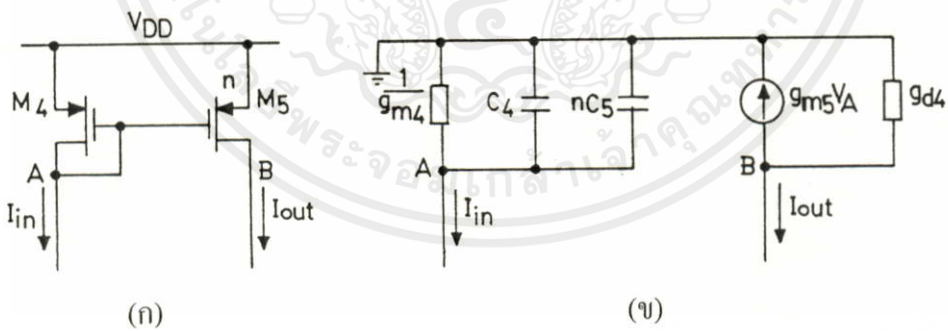 VDD
M4
n
M5
A
B
Iin
Iout
1
gm4
C4
nC5
gm5VA
gd4
A
B
Iin
Iout
(ก)
(ข)